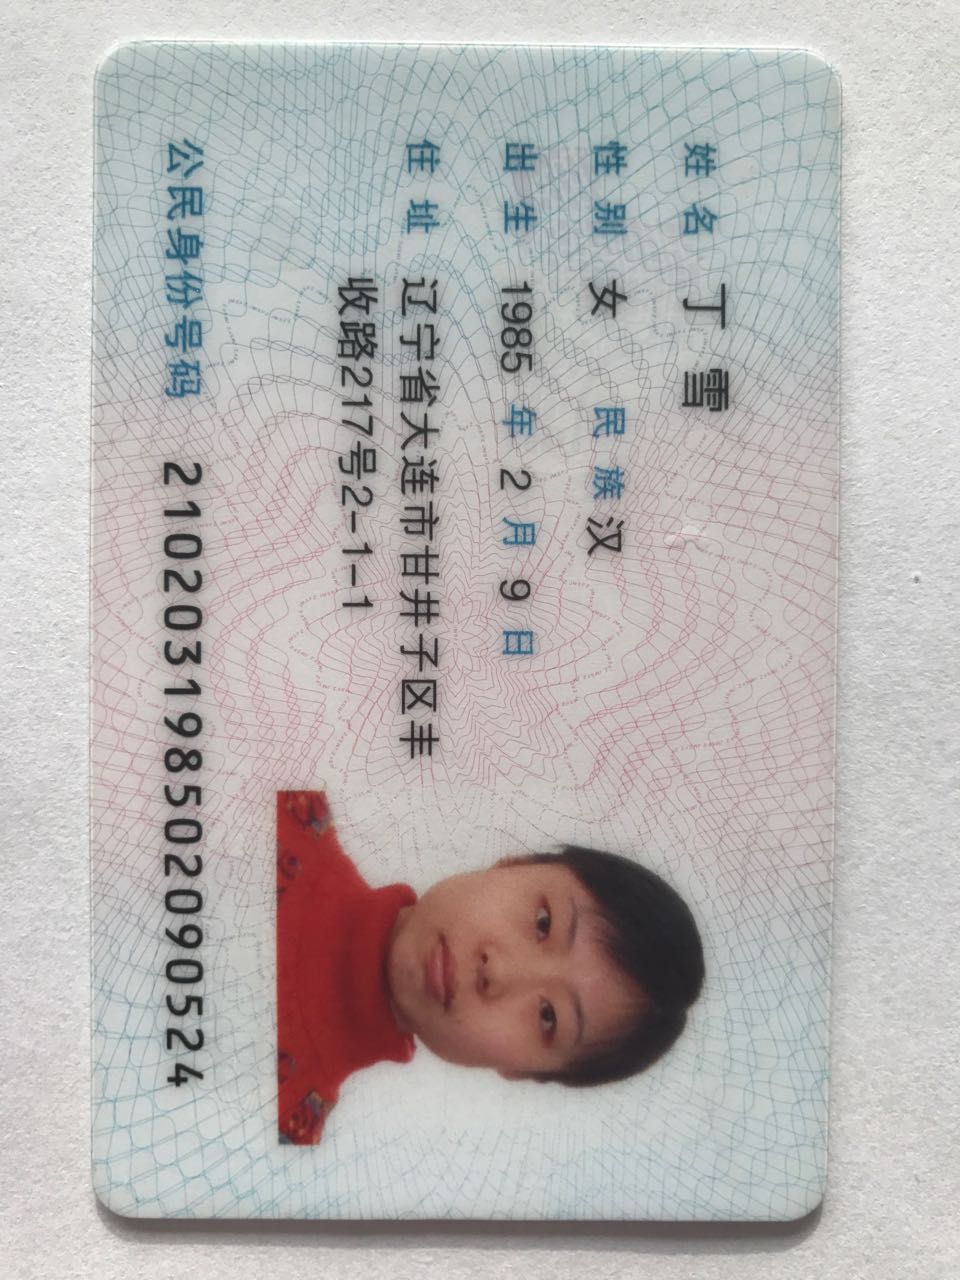 姓名 丁雪
性别 女 民族 汉
出生 1985 年 2 月 9 日
住址 辽宁省大连市甘井子区丰
收路217号2-1-1
公民身份号码 210203198502090524